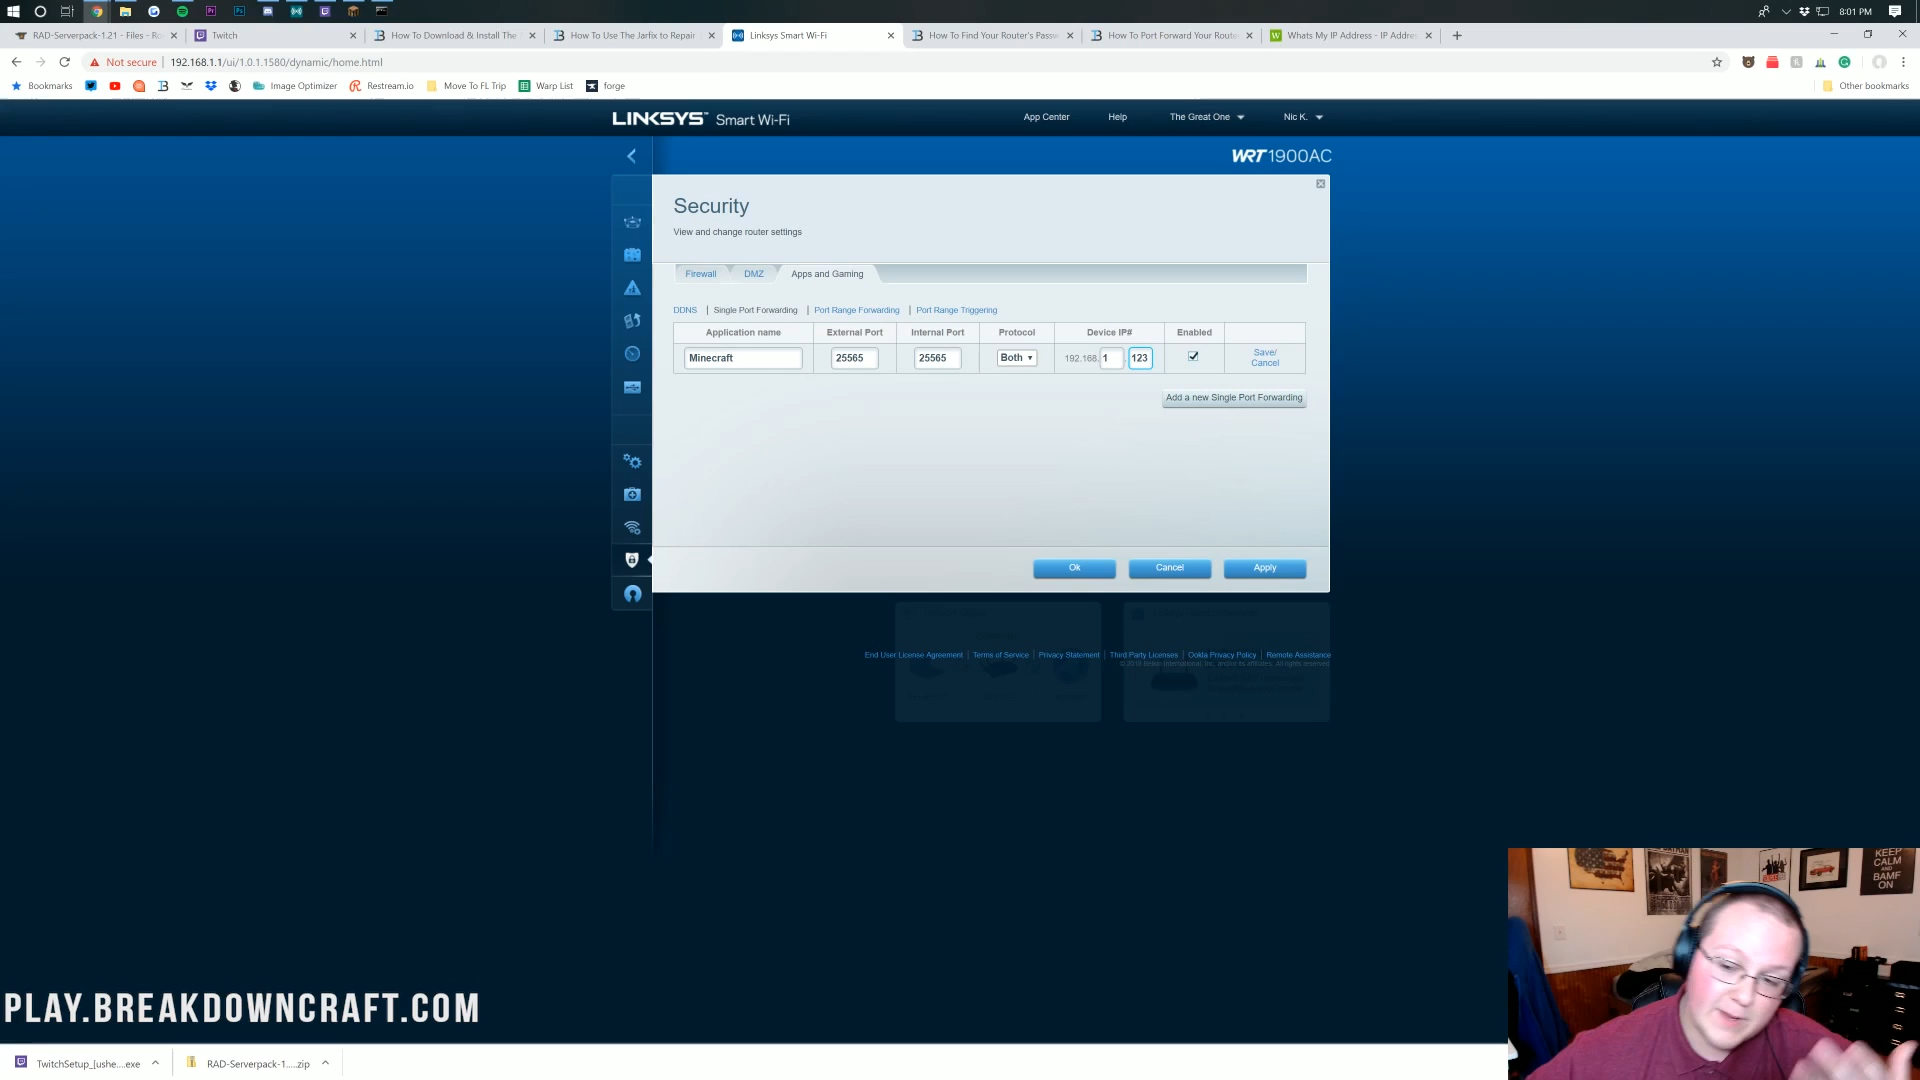 8:01 PM
RAD-Serverpack-1.21 - Files - Ro
Twitch
How To Download & Install The
How To Use The Jarfix to Repair
Linksys Smart Wi-Fi
How To Find Your Router's Passw
How To Port Forward Your Route
Whats My IP Address - IP Addre
Not secure
192.168.1.1/ui/1.0.1.1580/dynamic/home.html
Bookmarks
Image Optimizer
Restream.io
Move To FL Trip
Warp List
forge
Other bookmarks
LINKSYS Smart Wi-Fi
App Center
Help
The Great One
Nic K.
WRT1900AC
Security
View and change router settings
Firewall
DMZ
Apps and Gaming
DDNS | Single Port Forwarding | Port Range Forwarding | Port Range Triggering
Application name External Port Internal Port Protocol Device IP# Enabled
Minecraft 25565 25565 Both 192.168. 1 123 Save/
Cancel
Add a new Single Port Forwarding
Ok Cancel Apply
End User License Agreement | Terms of Service | Privacy Statement | Third Party Licenses | Ookla Privacy Policy | Remote Assistance
KEEP
CALM
AND
BAMF
ON
PLAY.BREAKDOWNCRAFT.COM
TwitchSetup_[ushe....exe
RAD-Serverpack-1.....zip